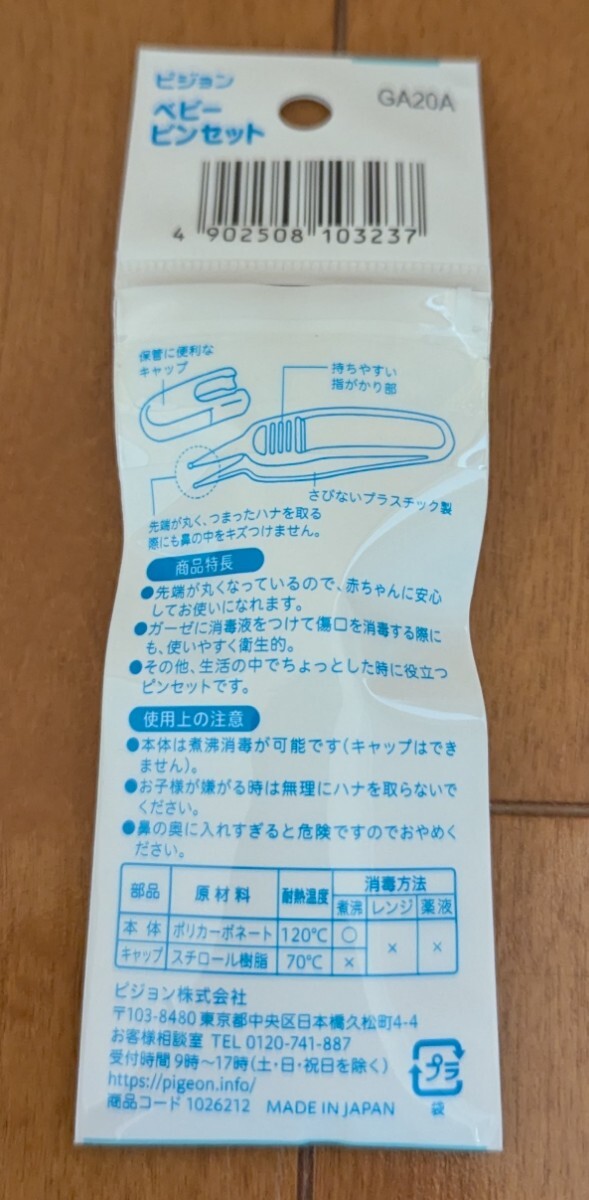 ピジョン
ベビー
ピンセット
GA20A
4 902508 103237
保管に便利な
キャップ
持ちやすい
指がかり部
さびないプラスチック製
先端が丸く、つまったハナを取る
際にも鼻の中をキズつけません。
商品特長
●先端が丸くなっているので、赤ちゃんに安心
してお使いになれます。
●ガーゼに消毒液をつけて傷口を消毒する際に
も、使いやすく衛生的。
●その他、生活の中でちょっとした時に役立つ
ピンセットです。
使用上の注意
●本体は煮沸消毒が可能です(キャップはでき
ません)。
●お子様が嫌がる時は無理にハナを取らないで
ください。
●鼻の奥に入れすぎると危険ですのでおやめく
ださい。
部品 原材料 耐熱温度 消毒方法
煮沸 レンジ 薬液
本体 ポリカーボネート 120℃ ○ × ×
キャップ スチロール樹脂 70℃ ×
ピジョン株式会社
〒103-8480 東京都中央区日本橋久松町4-4
お客様相談室 TEL 0120-741-887
受付時間 9時〜17時(土・日・祝日を除く)
https://pigeon.info/
商品コード 1026212 MADE IN JAPAN
プラ
袋